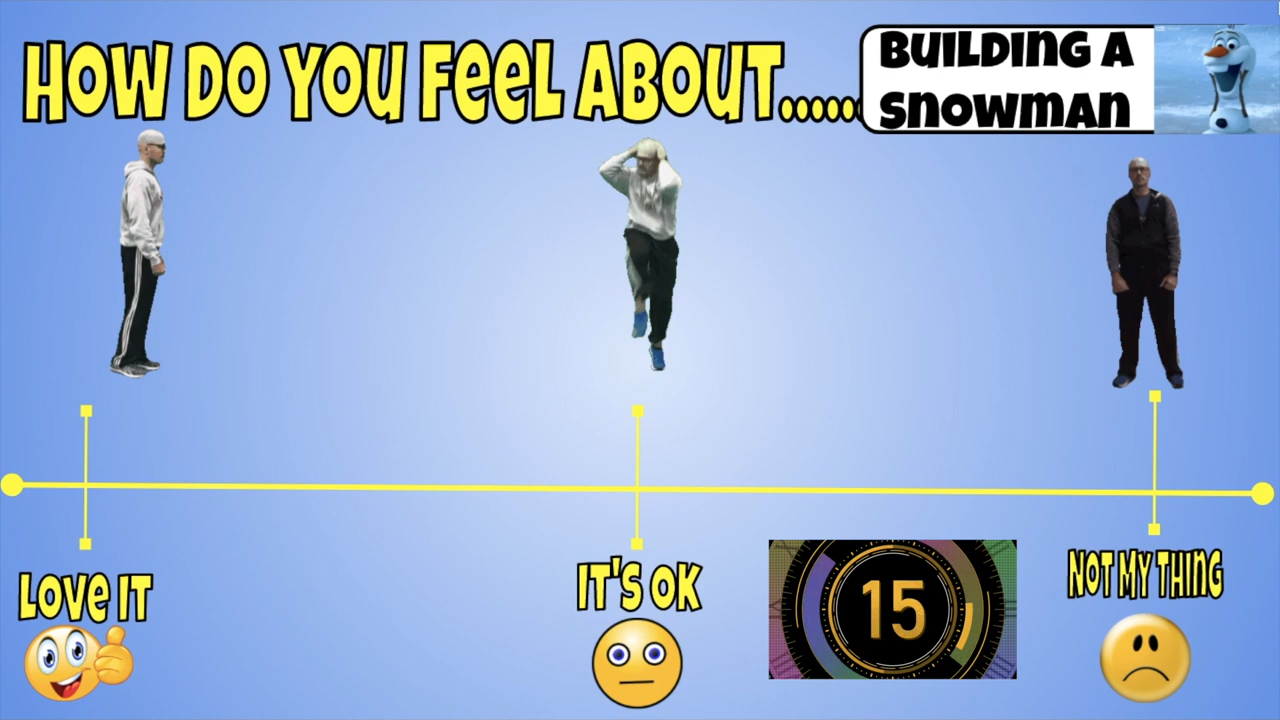 HOW DO YOU FEEL ABOUT......
BUILDING A
SNOWMAN
LOVE IT
IT'S OK
15
NOT MY THING